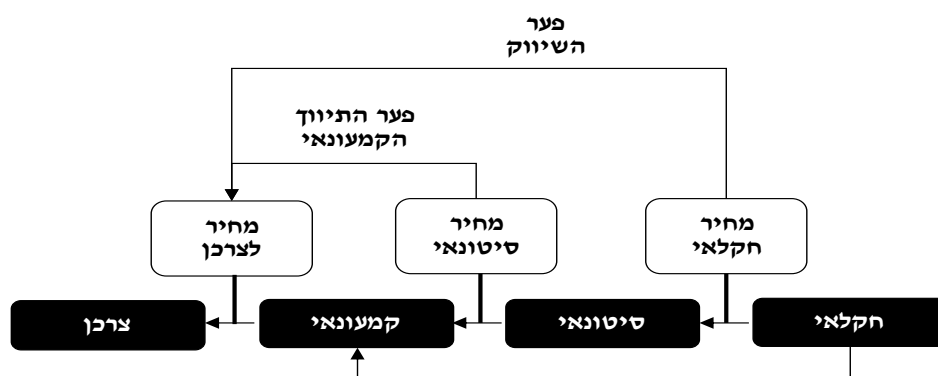 פער
השיווק
פער התיווך
הקמעונאי
מחיר
חקלאי
מחיר
סיטונאי
מחיר
לצרכן
חקלאי
סיטונאי
קמעונאי
צרכן